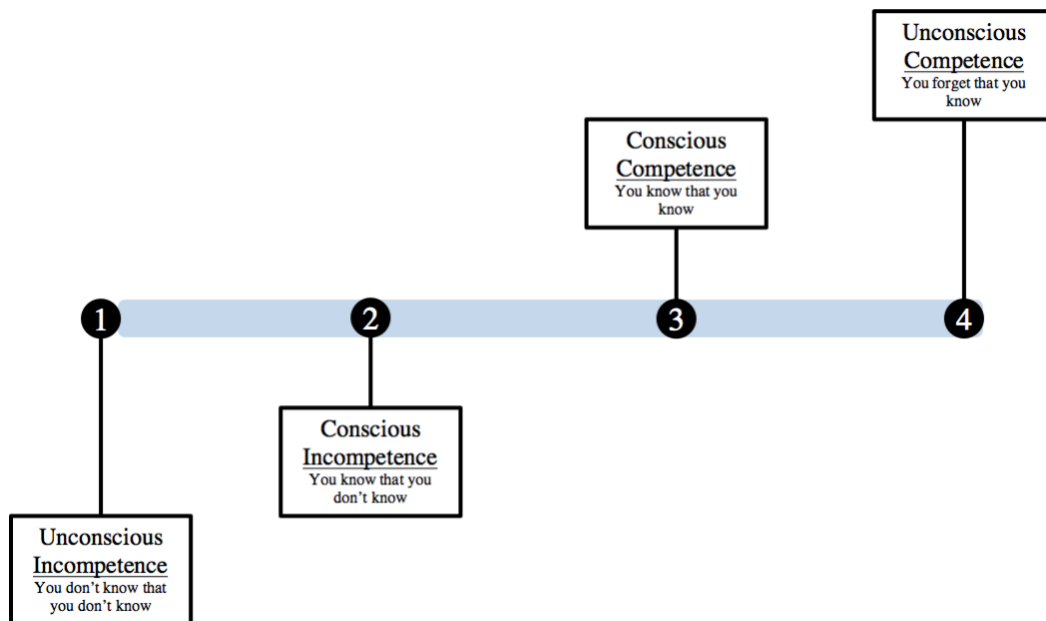 Unconscious
Competence
You forget that you
know
Conscious
Competence
You know that you
know
1
2
3
4
Conscious
Incompetence
You know that you
don’t know
Unconscious
Incompetence
You don’t know that
you don’t know